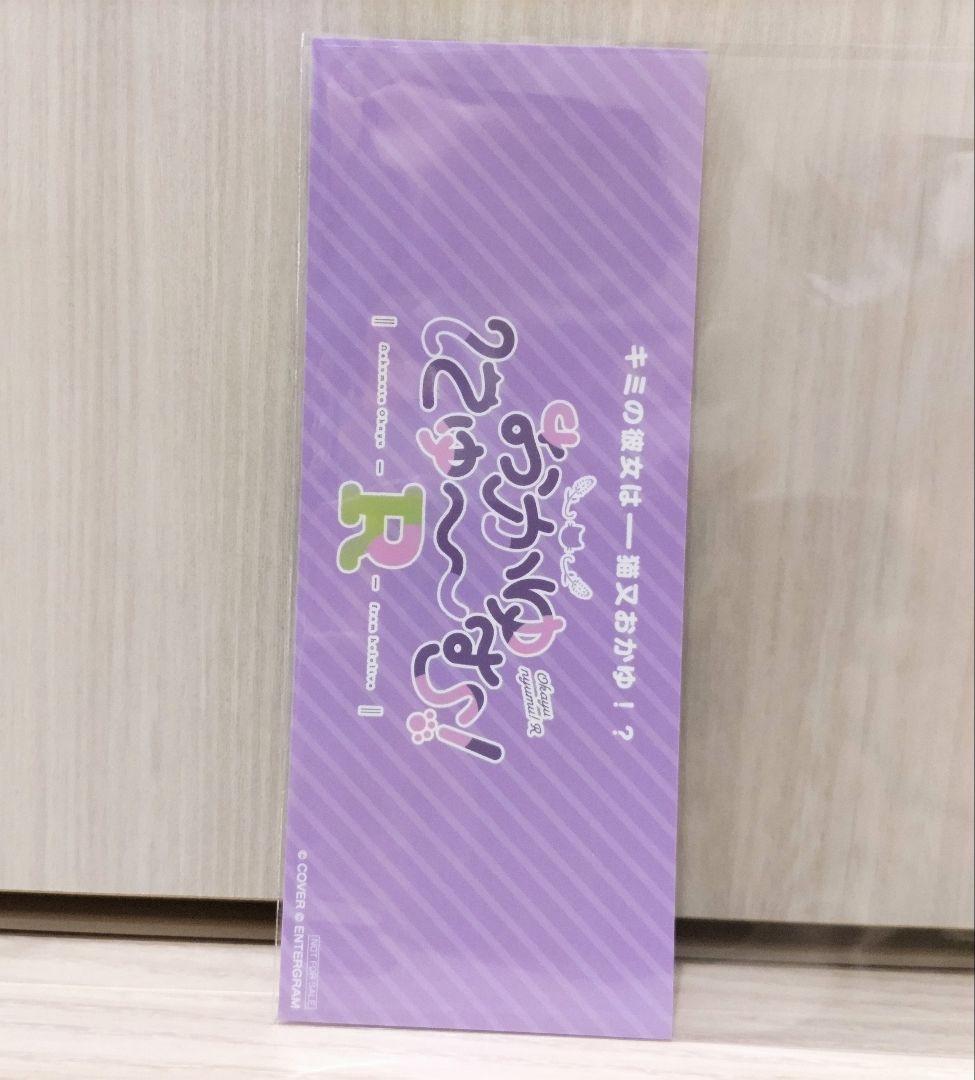 キミの彼女は——猫又おかゆ！？
おかゆ
にゅ～む！
Okayu
nyumu! R
Nekomata Okayu
R
from hololive
© COVER © ENTERGRAM
NOT FOR SALE